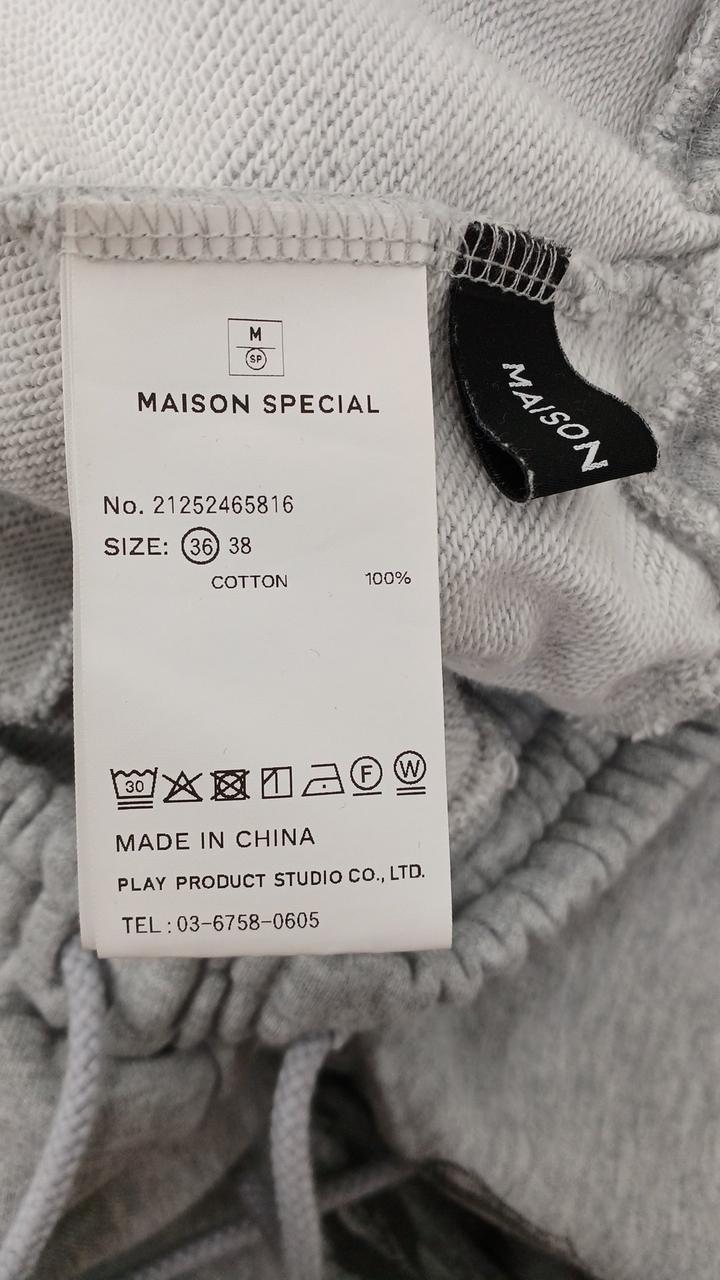 M
SP
MAISON SPECIAL
MAISON
No. 21252465816
SIZE: 36 38
COTTON 100%
30 F W
MADE IN CHINA
PLAY PRODUCT STUDIO CO., LTD.
TEL : 03-6758-0605